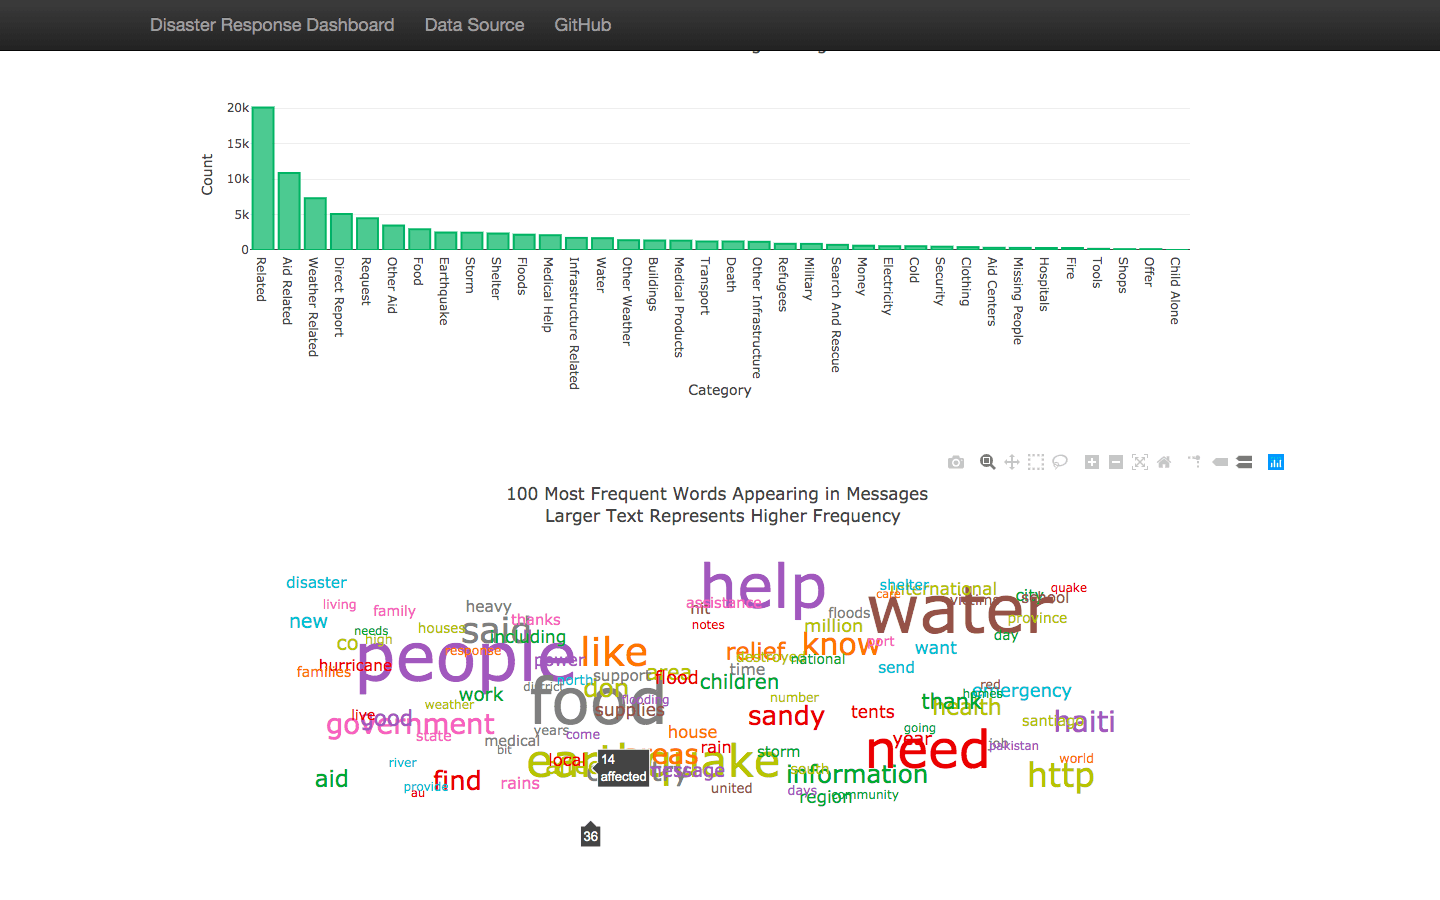 Disaster Response Dashboard Data Source GitHub
20k
15k
10k
5k
0
Count
Related
Aid Related
Weather Related
Direct Report
Request
Other Aid
Food
Earthquake
Storm
Shelter
Floods
Medical Help
Infrastructure Related
Water
Other Weather
Buildings
Medical Products
Transport
Death
Other Infrastructure
Refugees
Military
Search And Rescue
Money
Electricity
Cold
Security
Clothing
Aid Centers
Missing People
Hospitals
Fire
Tools
Shops
Offer
Child Alone
Category
100 Most Frequent Words Appearing in Messages
Larger Text Represents Higher Frequency
disaster
help
shelter
international
quake
care
water
city
school
victims
living
family
heavy
assistance
hit
floods
province
new
needs
houses
said
thanks
notes
million
day
co
high
including
like
relief
know
port
want
response
people
power
area
destroyed
national
hurricane
families
north
support
flood
time
send
children
district
don
food
flooding
work
weather
number
thank
homes
red
emergency
health
live
good
supplies
sandy
tents
santiago
haiti
government
state
years
come
house
going
year
medical
bit
rain
storm
need
job
pakistan
river
local
earthquake
areas
14
affected
country
message
south
information
world
http
aid
find
rains
provide
au
united
days
region
community
36